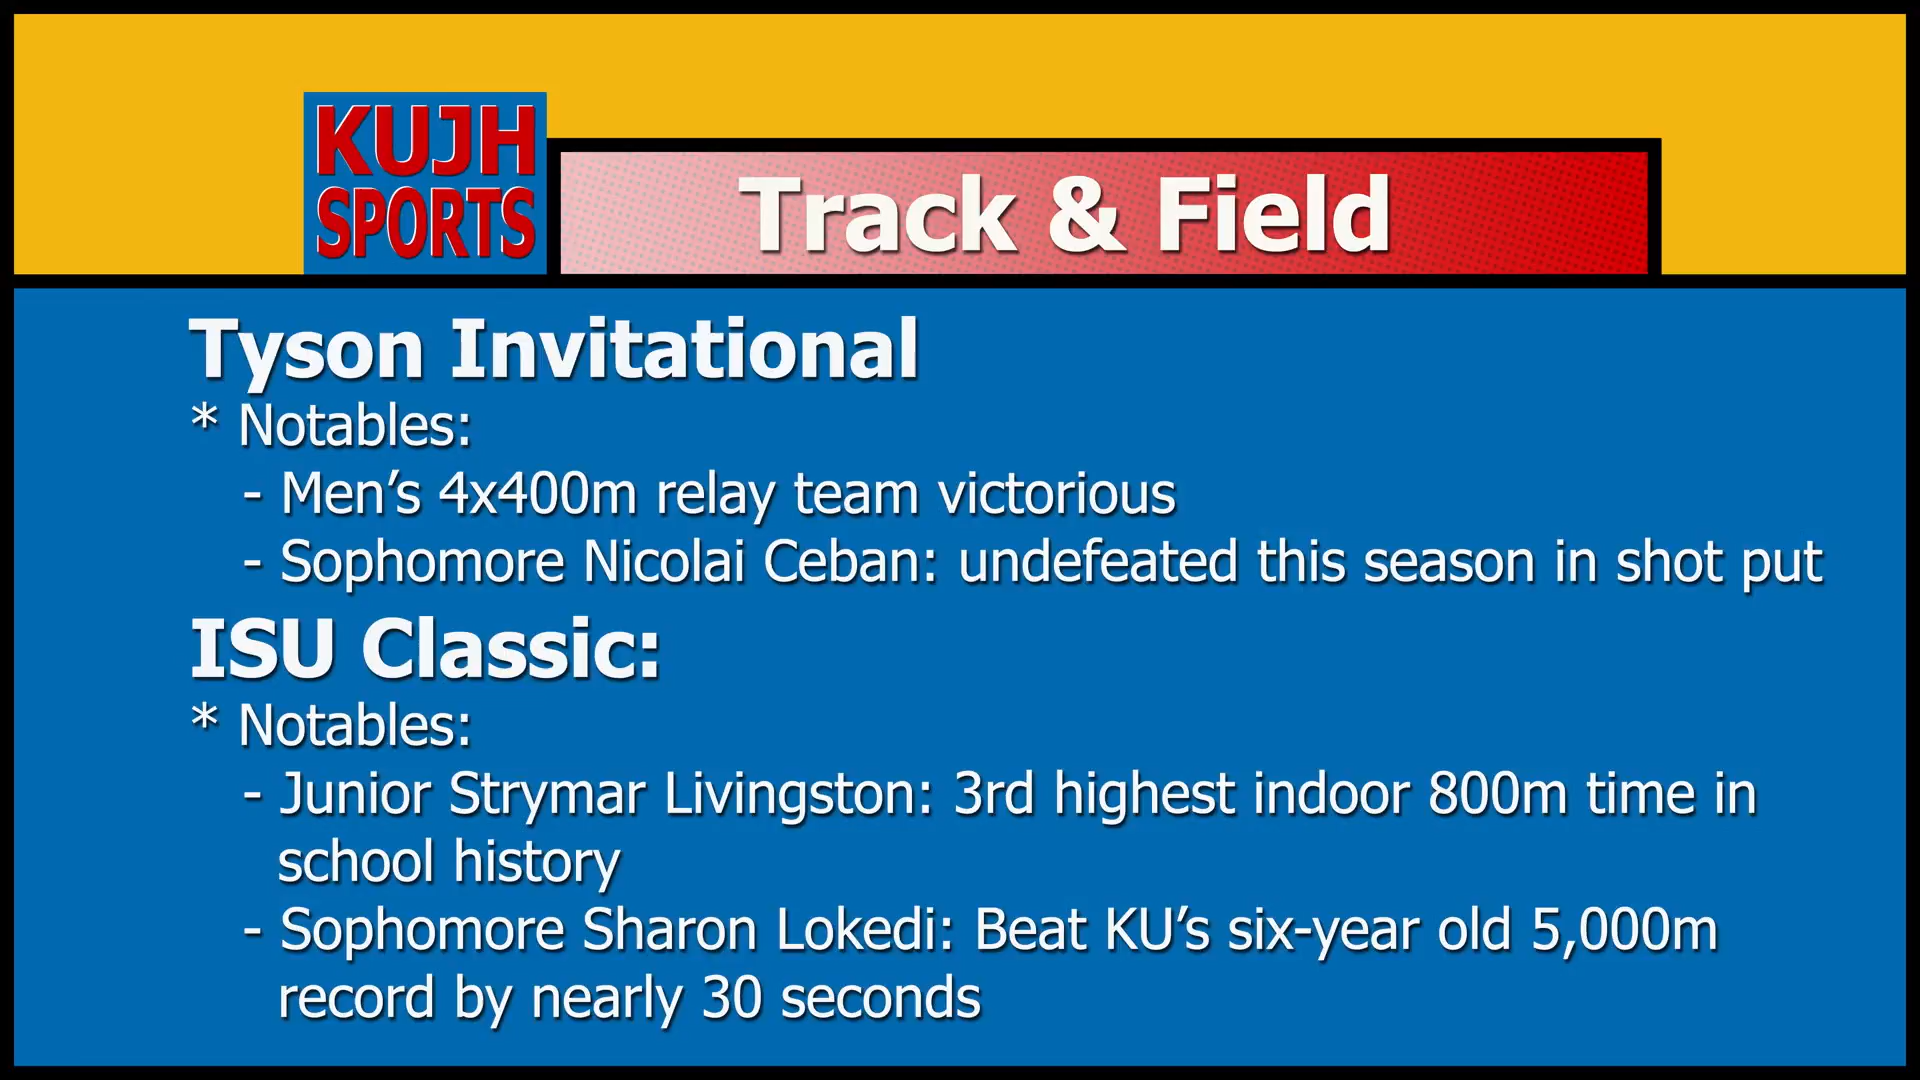 KUJH
SPORTS
Track & Field
Tyson Invitational
* Notables:
- Men’s 4x400m relay team victorious
- Sophomore Nicolai Ceban: undefeated this season in shot put
ISU Classic:
* Notables:
- Junior Strymar Livingston: 3rd highest indoor 800m time in
school history
- Sophomore Sharon Lokedi: Beat KU’s six-year old 5,000m
record by nearly 30 seconds